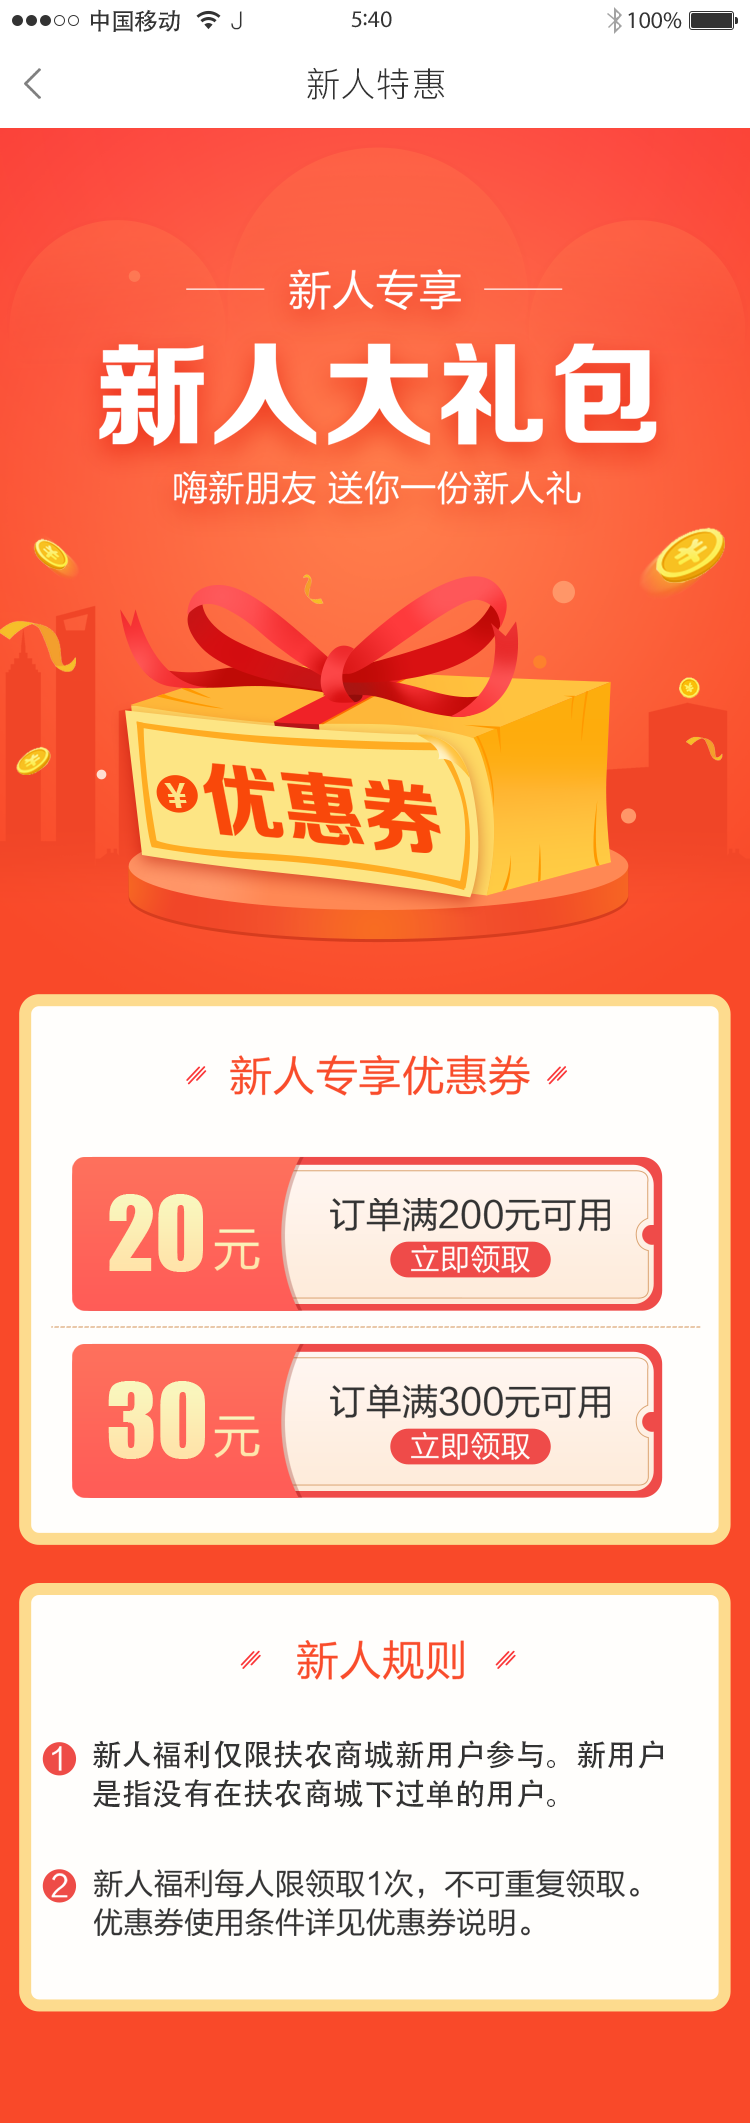 中国移动 5:40 100%
新人特惠
新人专享
新人大礼包
嗨新朋友 送你一份新人礼
¥优惠券
新人专享优惠券
20元
订单满200元可用
立即领取
30元
订单满300元可用
立即领取
新人规则
1 新人福利仅限扶农商城新用户参与。新用户
是指没有在扶农商城下过单的用户。
2 新人福利每人限领取1次，不可重复领取。
优惠券使用条件详见优惠券说明。